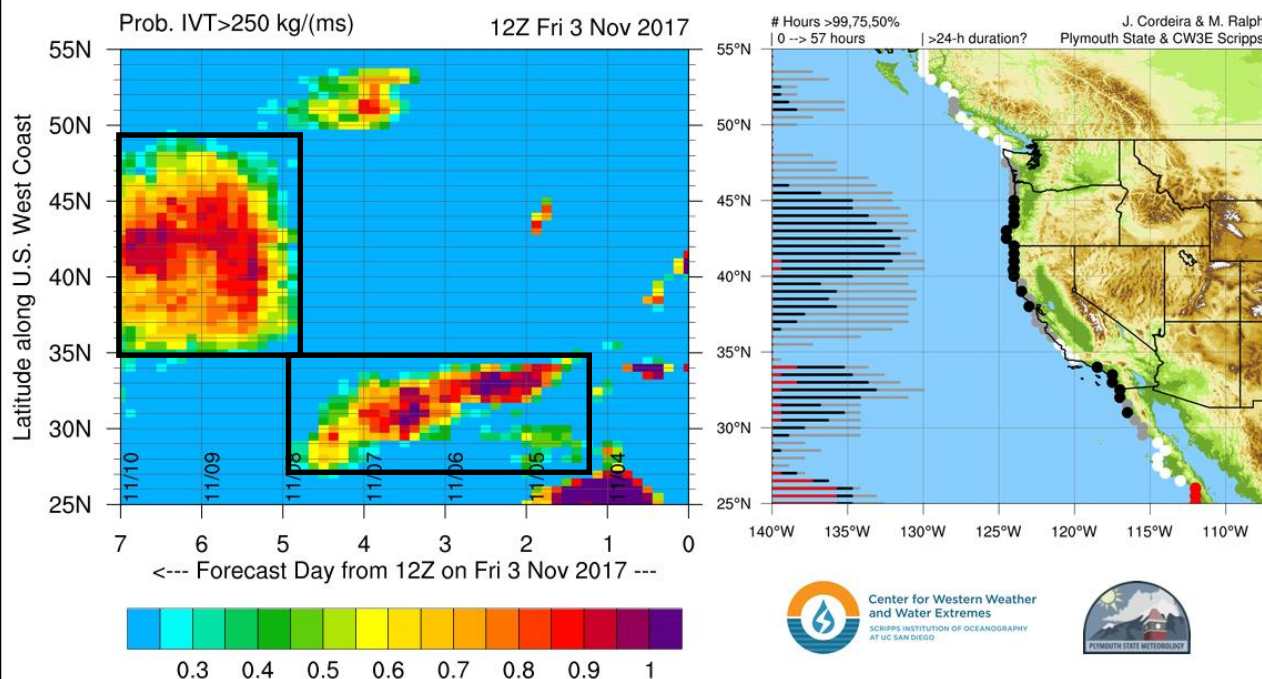 Prob. IVT>250 kg/(ms)
12Z Fri 3 Nov 2017
Latitude along U.S. West Coast
55N
50N
45N
40N
35N
30N
25N
11/10
11/09
11/08
11/07
11/06
11/05
11/04
7 6 5 4 3 2 1 0
<--- Forecast Day from 12Z on Fri 3 Nov 2017 ---
0.3 0.4 0.5 0.6 0.7 0.8 0.9 1
# Hours >99,75,50%
| 0 --> 57 hours
| >24-h duration?
J. Cordeira & M. Ralph
Plymouth State & CW3E Scripps
55°N
50°N
45°N
40°N
35°N
30°N
25°N
140°W 135°W 130°W 125°W 120°W 115°W 110°W
Center for Western Weather
and Water Extremes
SCRIPPS INSTITUTION OF OCEANOGRAPHY
AT UC SAN DIEGO
PLYMOUTH STATE METEOROLOGY